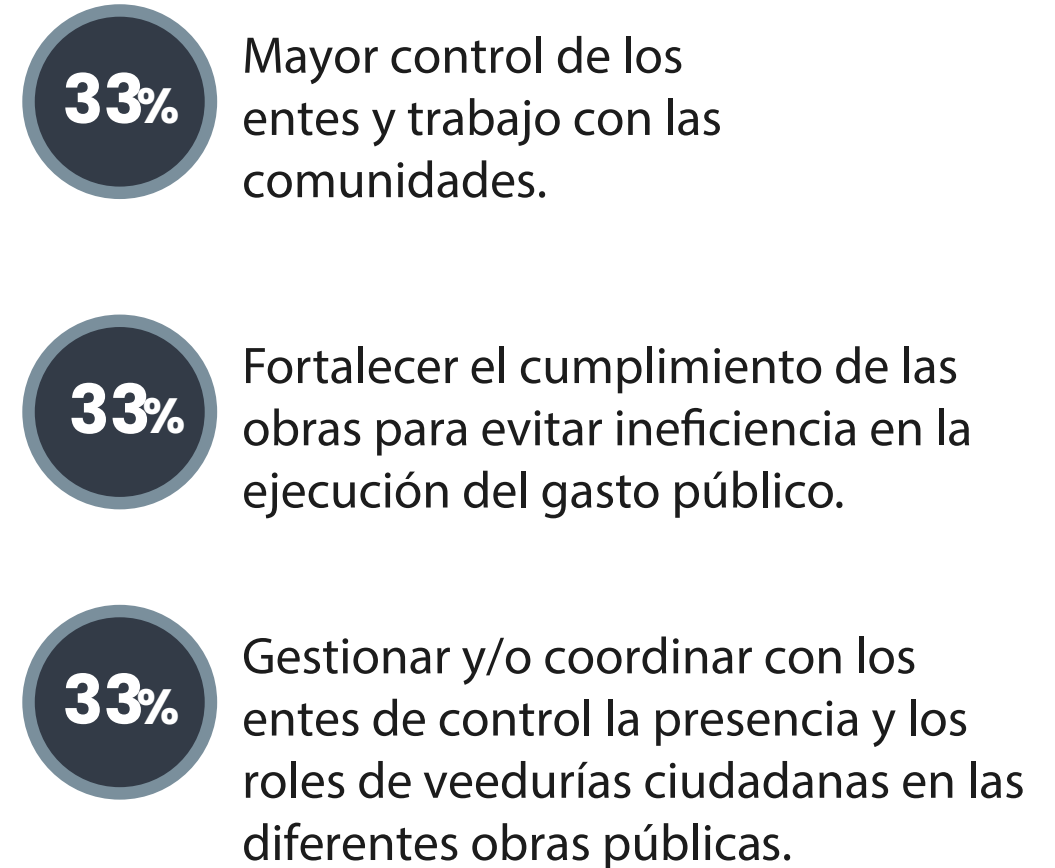 33%
Mayor control de los
entes y trabajo con las
comunidades.
33%
Fortalecer el cumplimiento de las
obras para evitar ineficiencia en la
ejecución del gasto público.
33%
Gestionar y/o coordinar con los
entes de control la presencia y los
roles de veedurías ciudadanas en las
diferentes obras públicas.